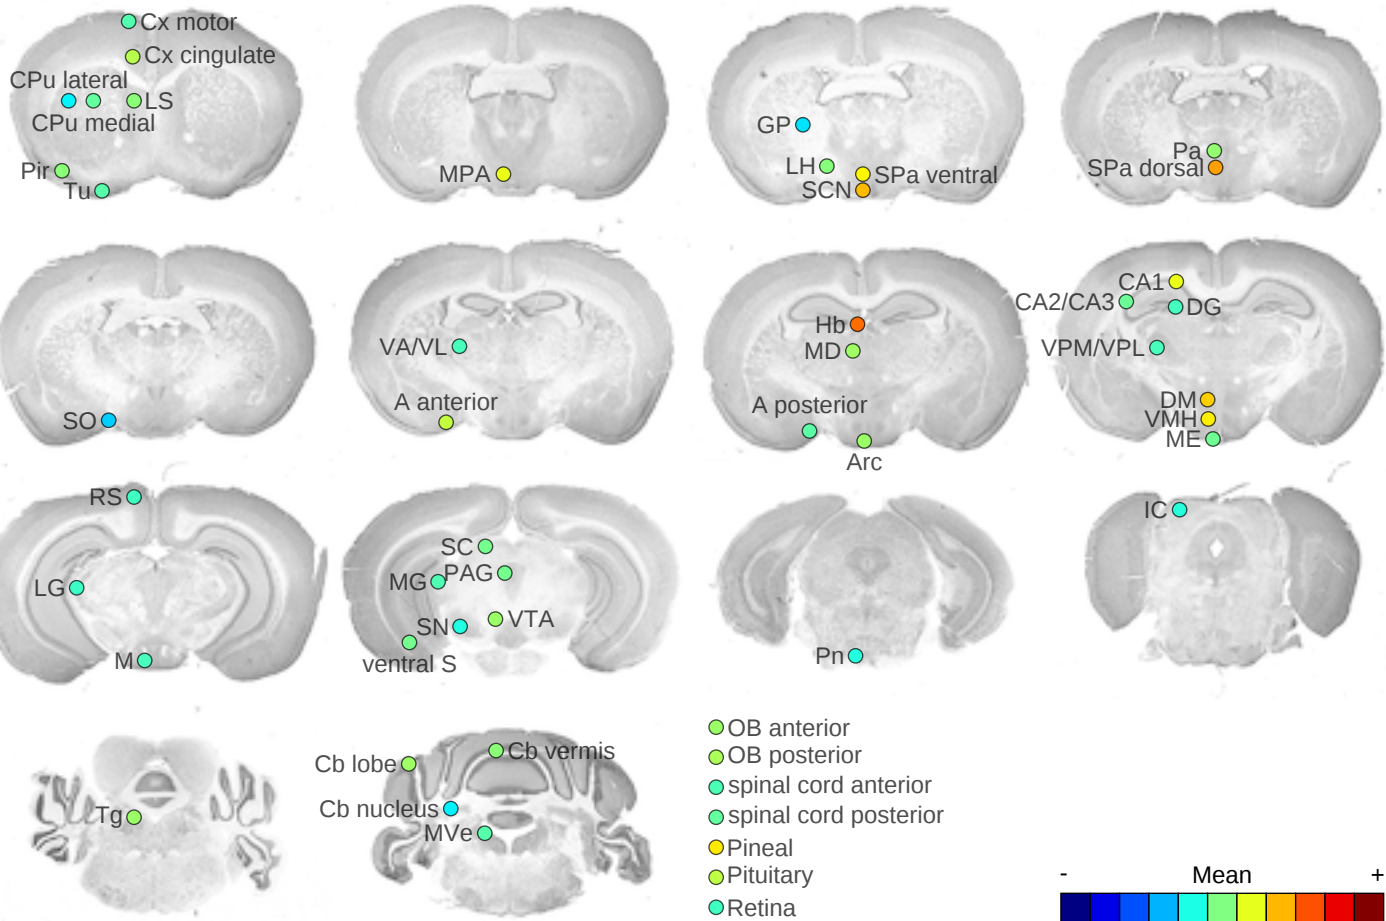 Cx motor
Cx cingulate
CPu lateral
LS
CPu medial
Pir
Tu
MPA
GP
LH
SPa ventral
SCN
Pa
SPa dorsal
SO
VA/VL
A anterior
Hb
MD
A posterior
Arc
CA1
CA2/CA3
DG
VPM/VPL
DM
VMH
ME
RS
LG
M
SC
MG
PAG
SN
VTA
ventral S
Pn
IC
Tg
Cb lobe
Cb vermis
Cb nucleus
MVe
OB anterior
OB posterior
spinal cord anterior
spinal cord posterior
Pineal
Pituitary
Retina
- Mean +